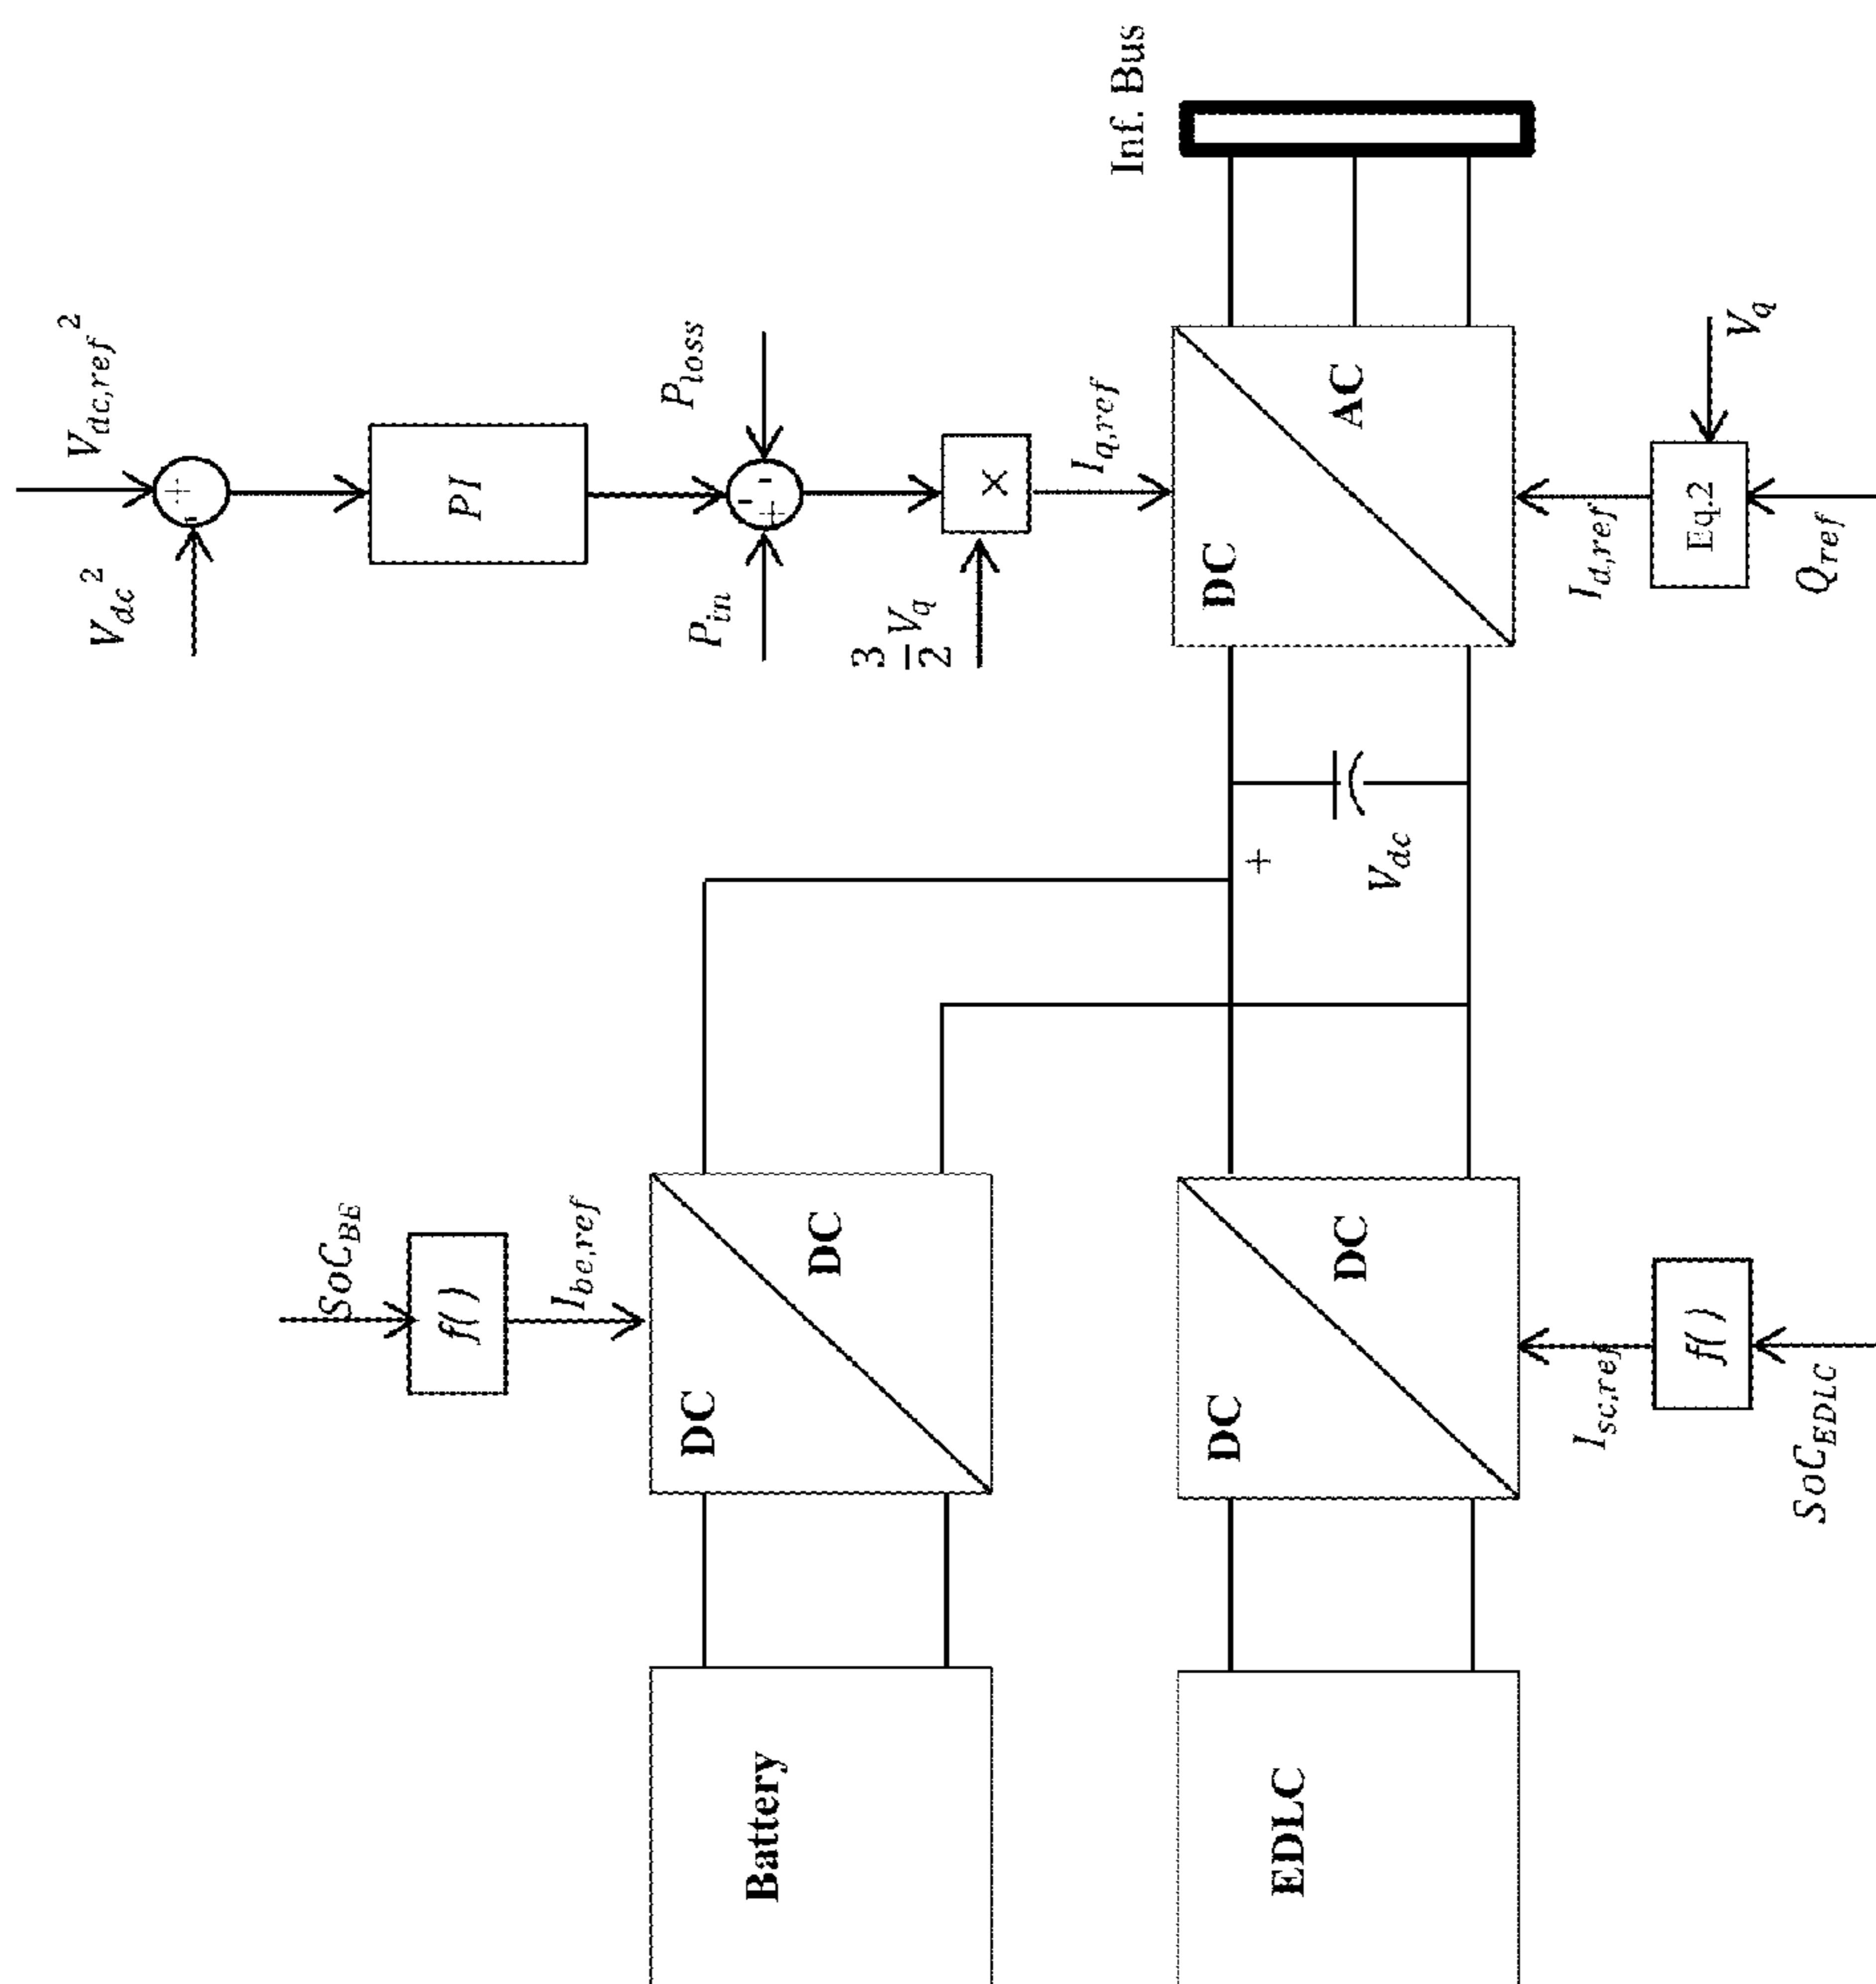 V_{dc,ref}^2
V_{dc}^2
+
-
PI
P_{loss}
P_{in}
-
-
+
3/2 V_q
×
I_{q,ref}
Inf. Bus
SoC_{BE}
f( )
I_{be,ref}
DC
DC
Battery
DC
AC
+
V_{dc}
DC
DC
EDLC
I_{sc,ref}
f( )
SoC_{EDLC}
I_{d,ref}
Eq.2
V_q
Q_{ref}